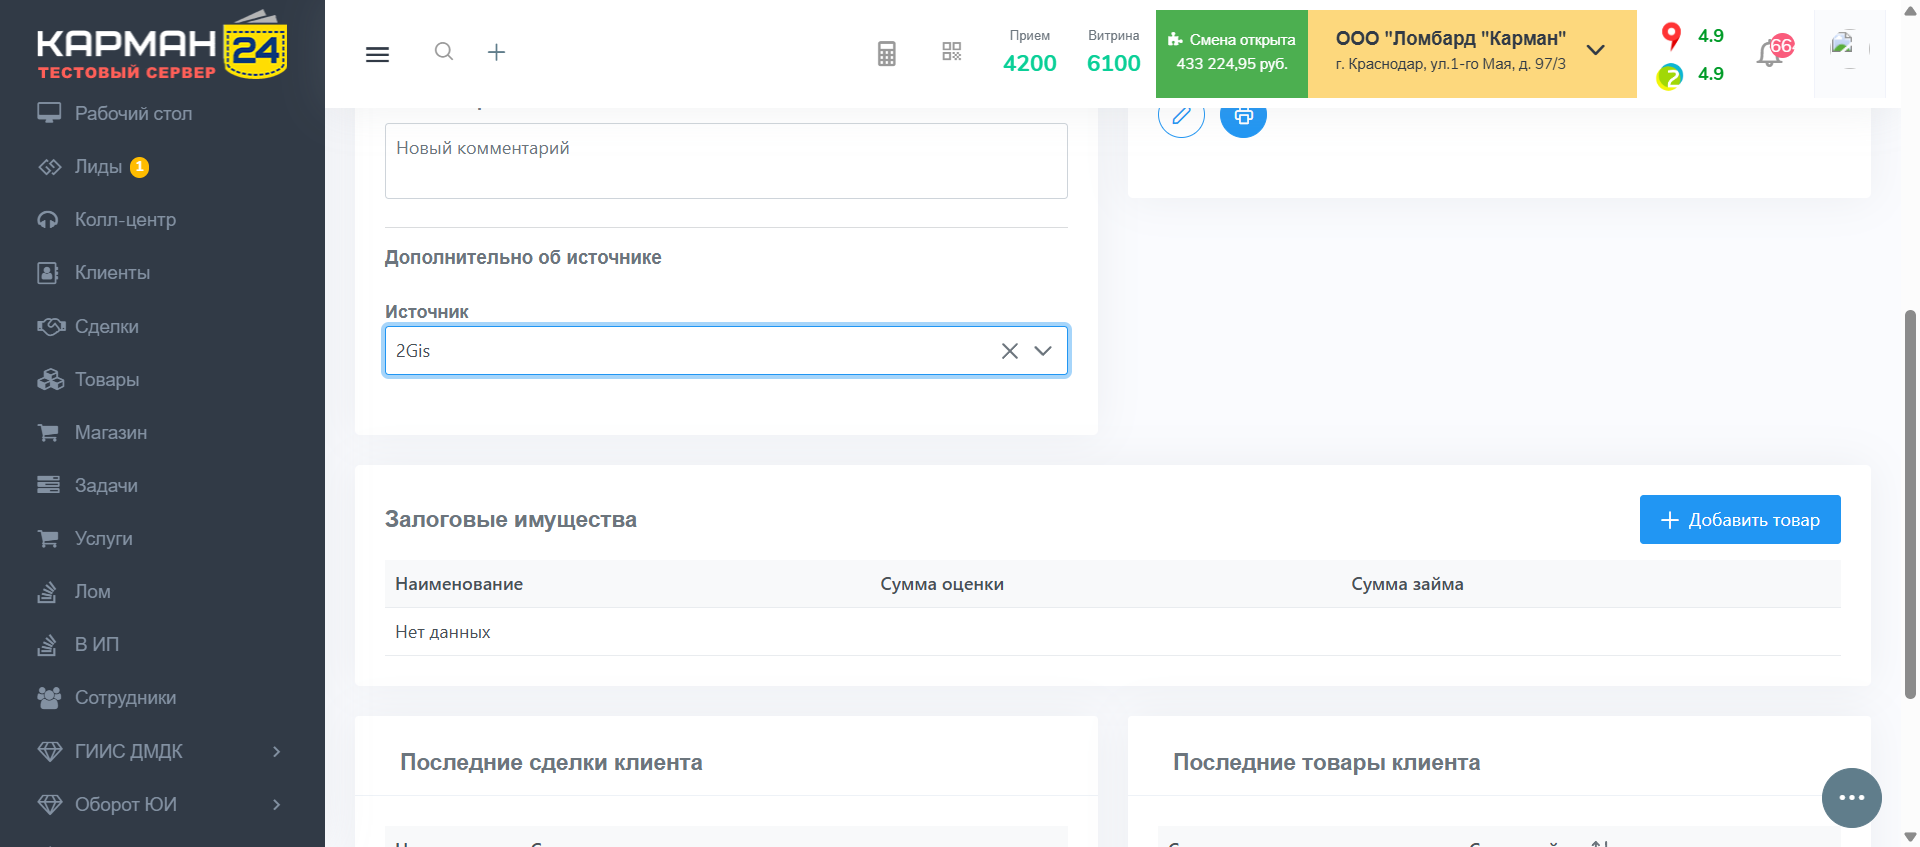 КАРМАН 24
ТЕСТОВЫЙ СЕРВЕР
Рабочий стол
Лиды 1
Колл-центр
Клиенты
Сделки
Товары
Магазин
Задачи
Услуги
Лом
В ИП
Сотрудники
ГИИС ДМДК
Оборот ЮИ
Прием
4200
Витрина
6100
Смена открыта
433 224,95 руб.
ООО "Ломбард "Карман"
г. Краснодар, ул.1-го Мая, д. 97/3
4.9
4.9
Новый комментарий
Дополнительно об источнике
Источник
2Gis
Залоговые имущества
Добавить товар
Наименование Сумма оценки Сумма займа
Нет данных
Последние сделки клиента
Последние товары клиента